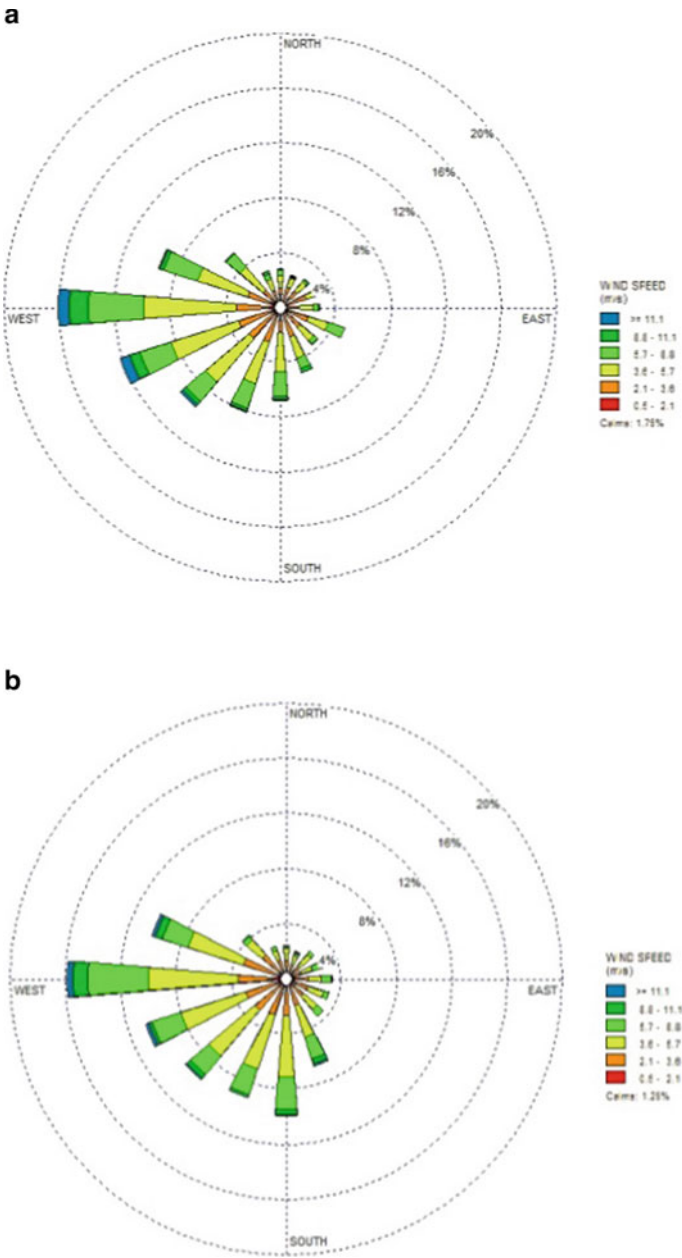 a
NORTH
20%
16%
12%
8%
4%
WEST
EAST
SOUTH
WIND SPEED
(m/s)
>= 11.1
8.8 - 11.1
5.7 - 8.8
3.6 - 5.7
2.1 - 3.6
0.5 - 2.1
Calms: 1.75%
b
NORTH
20%
16%
12%
8%
4%
WEST
EAST
SOUTH
WIND SPEED
(m/s)
>= 11.1
8.8 - 11.1
5.7 - 8.8
3.6 - 5.7
2.1 - 3.6
0.5 - 2.1